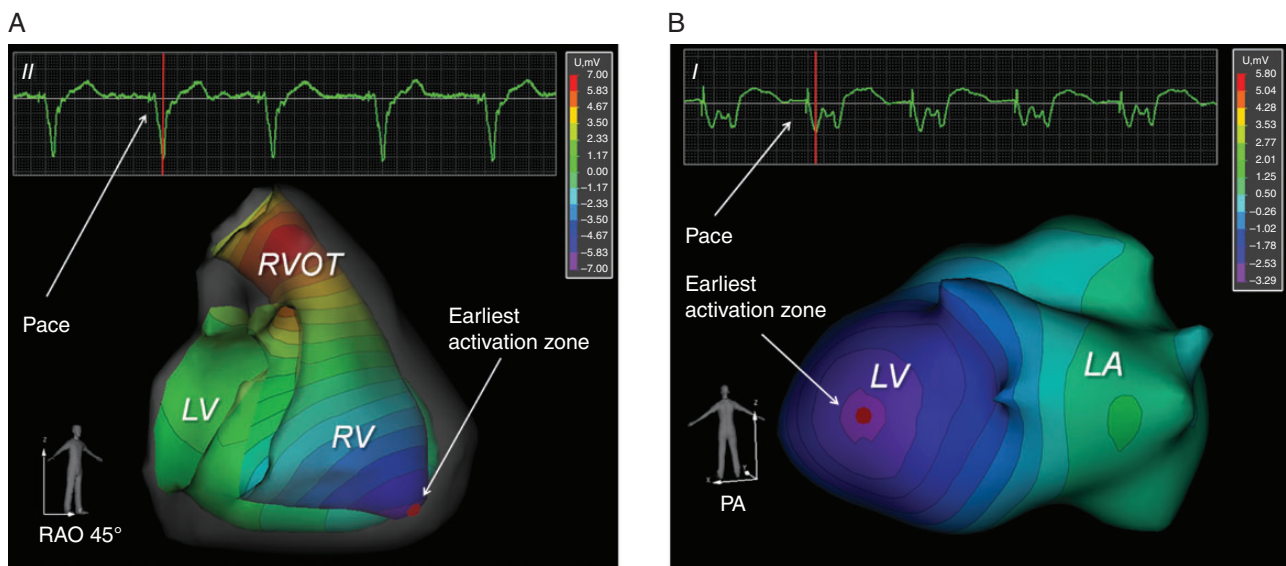 A
II
U,mV
7.00
5.83
4.67
3.50
2.33
1.17
0.00
−1.17
−2.33
−3.50
−4.67
−5.83
−7.00
RVOT
Pace
Earliest
activation zone
LV
RV
z
RAO 45°
B
I
U,mV
5.80
5.04
4.28
3.53
2.77
2.01
1.25
0.50
−0.26
−1.02
−1.78
−2.53
−3.29
Pace
Earliest
activation zone
LV
LA
z
x
PA